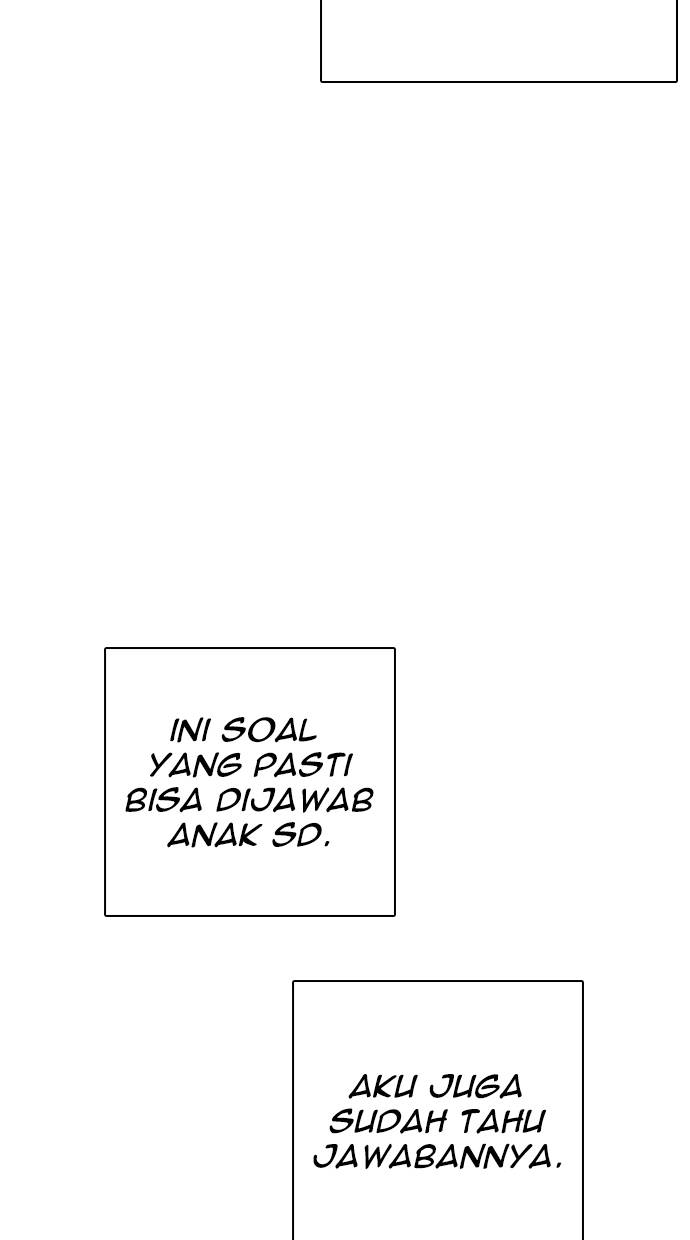 INI SOAL
YANG PASTI
BISA DIJAWAB
ANAK SD.
AKU JUGA
SUDAH TAHU
JAWABANNYA.